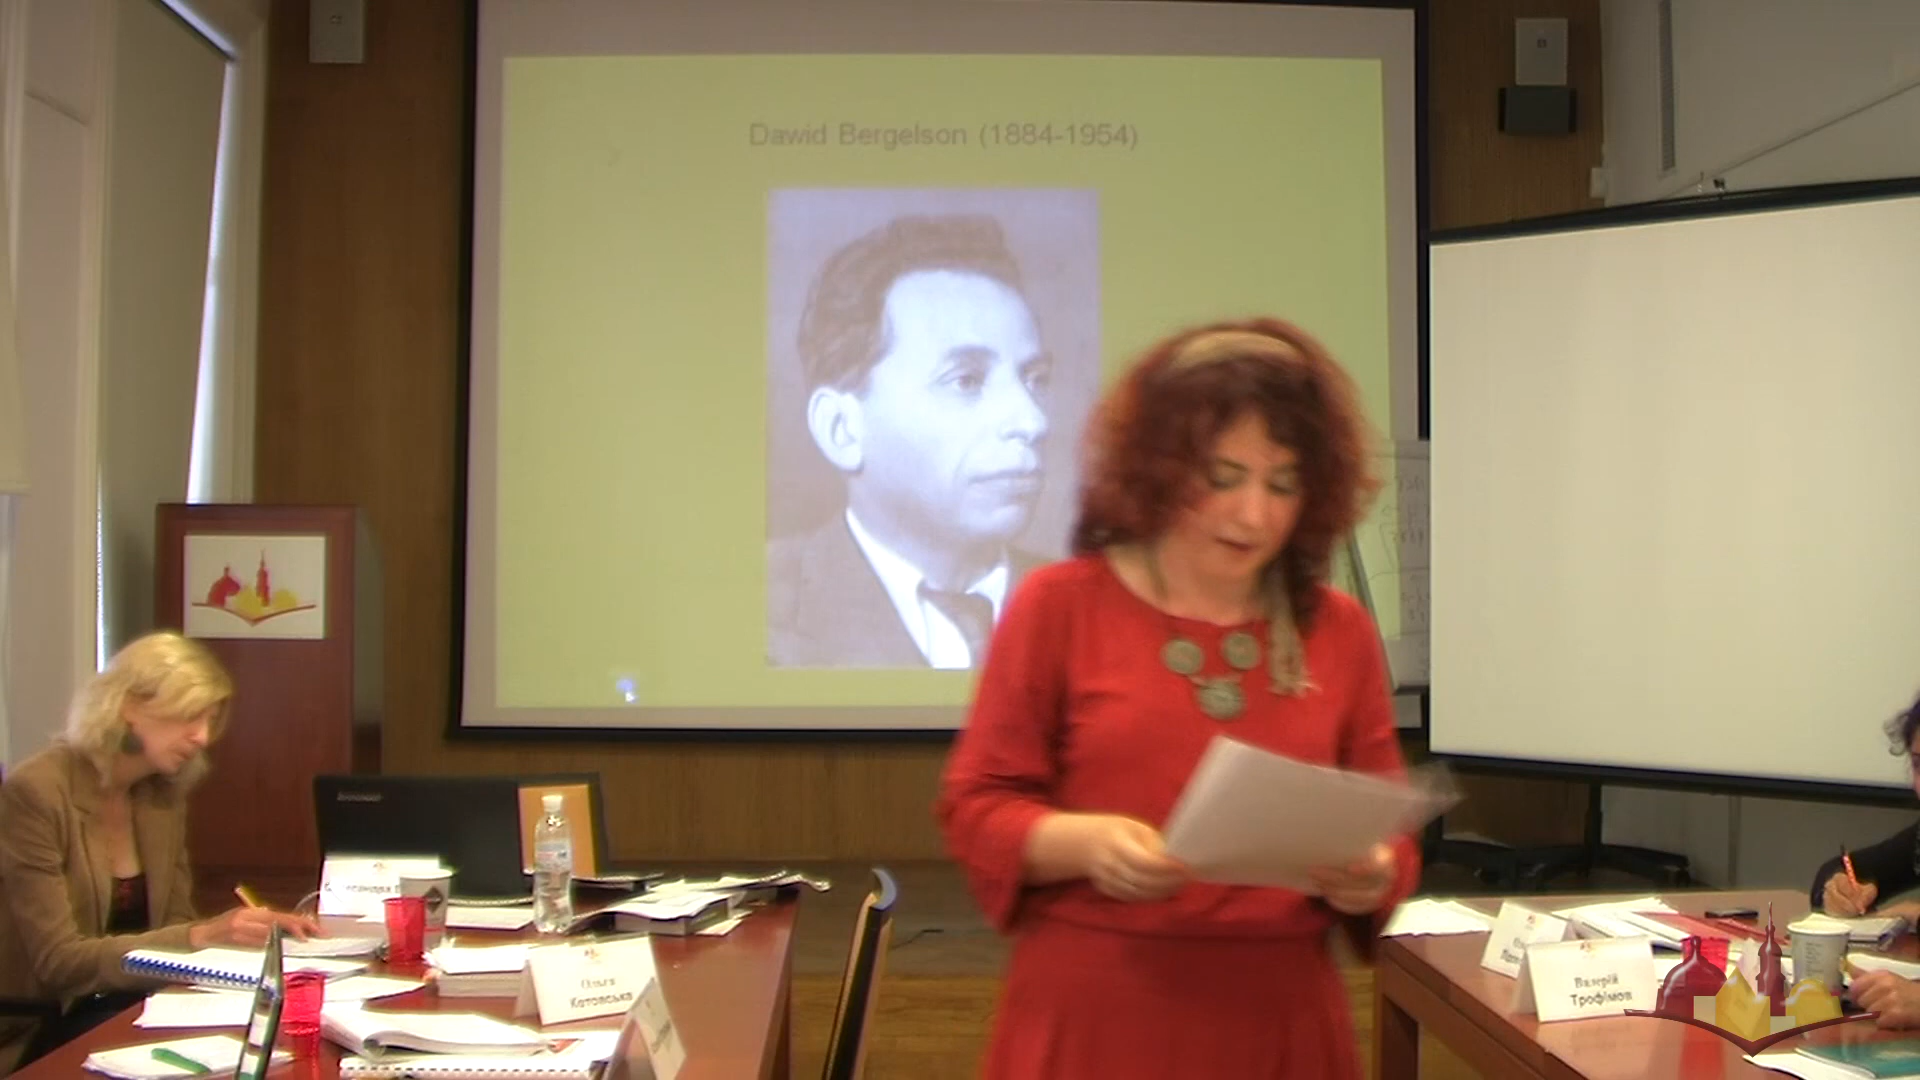 Dawid Bergelson (1884-1954)
lenovo
Ольга
Котовська
Валерій
Трофімов